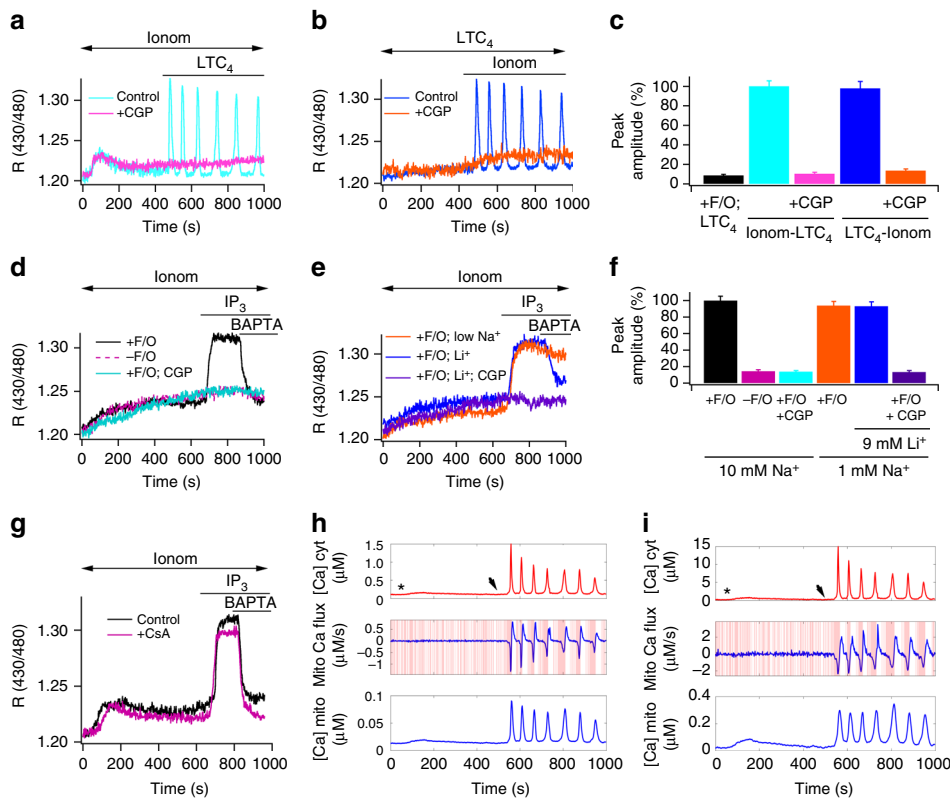 a
Ionom
LTC4
Control
+CGP
R (430/480)
1.30
1.25
1.20
0 200 400 600 800 1000
Time (s)
b
LTC4
Ionom
Control
+CGP
R (430/480)
1.30
1.25
1.20
0 200 400 600 800 1000
Time (s)
c
Peak
amplitude (%)
100
80
60
40
20
0
+F/O;
LTC4
+CGP
Ionom-LTC4
+CGP
LTC4-Ionom
d
Ionom
IP3
BAPTA
+F/O
–F/O
+F/O; CGP
R (430/480)
1.30
1.25
1.20
0 200 400 600 800 1000
Time (s)
e
Ionom
IP3
BAPTA
+F/O; low Na+
+F/O; Li+
+F/O; Li+; CGP
R (430/480)
1.30
1.25
1.20
0 200 400 600 800 1000
Time (s)
f
Peak
amplitude (%)
100
80
60
40
20
0
+F/O –F/O +F/O
+CGP
+F/O
+F/O
+ CGP
9 mM Li+
10 mM Na+
1 mM Na+
g
Ionom
IP3
BAPTA
Control
+CsA
R (430/480)
1.30
1.25
1.20
0 200 400 600 800 1000
Time (s)
h
[Ca] cyt
(µM)
1.5
1.0
0.5
0
*
Mito Ca flux
(µM/s)
0.5
0
−0.5
−1
[Ca] mito
(µM)
0.1
0.05
0
0 200 400 600 800 1000
Time (s)
i
[Ca] cyt
(µM)
15
10
5
0
*
Mito Ca flux
(µM/s)
2
0
−2
[Ca] mito
(µM)
0.4
0.2
0
0 200 400 600 800 1000
Time (s)